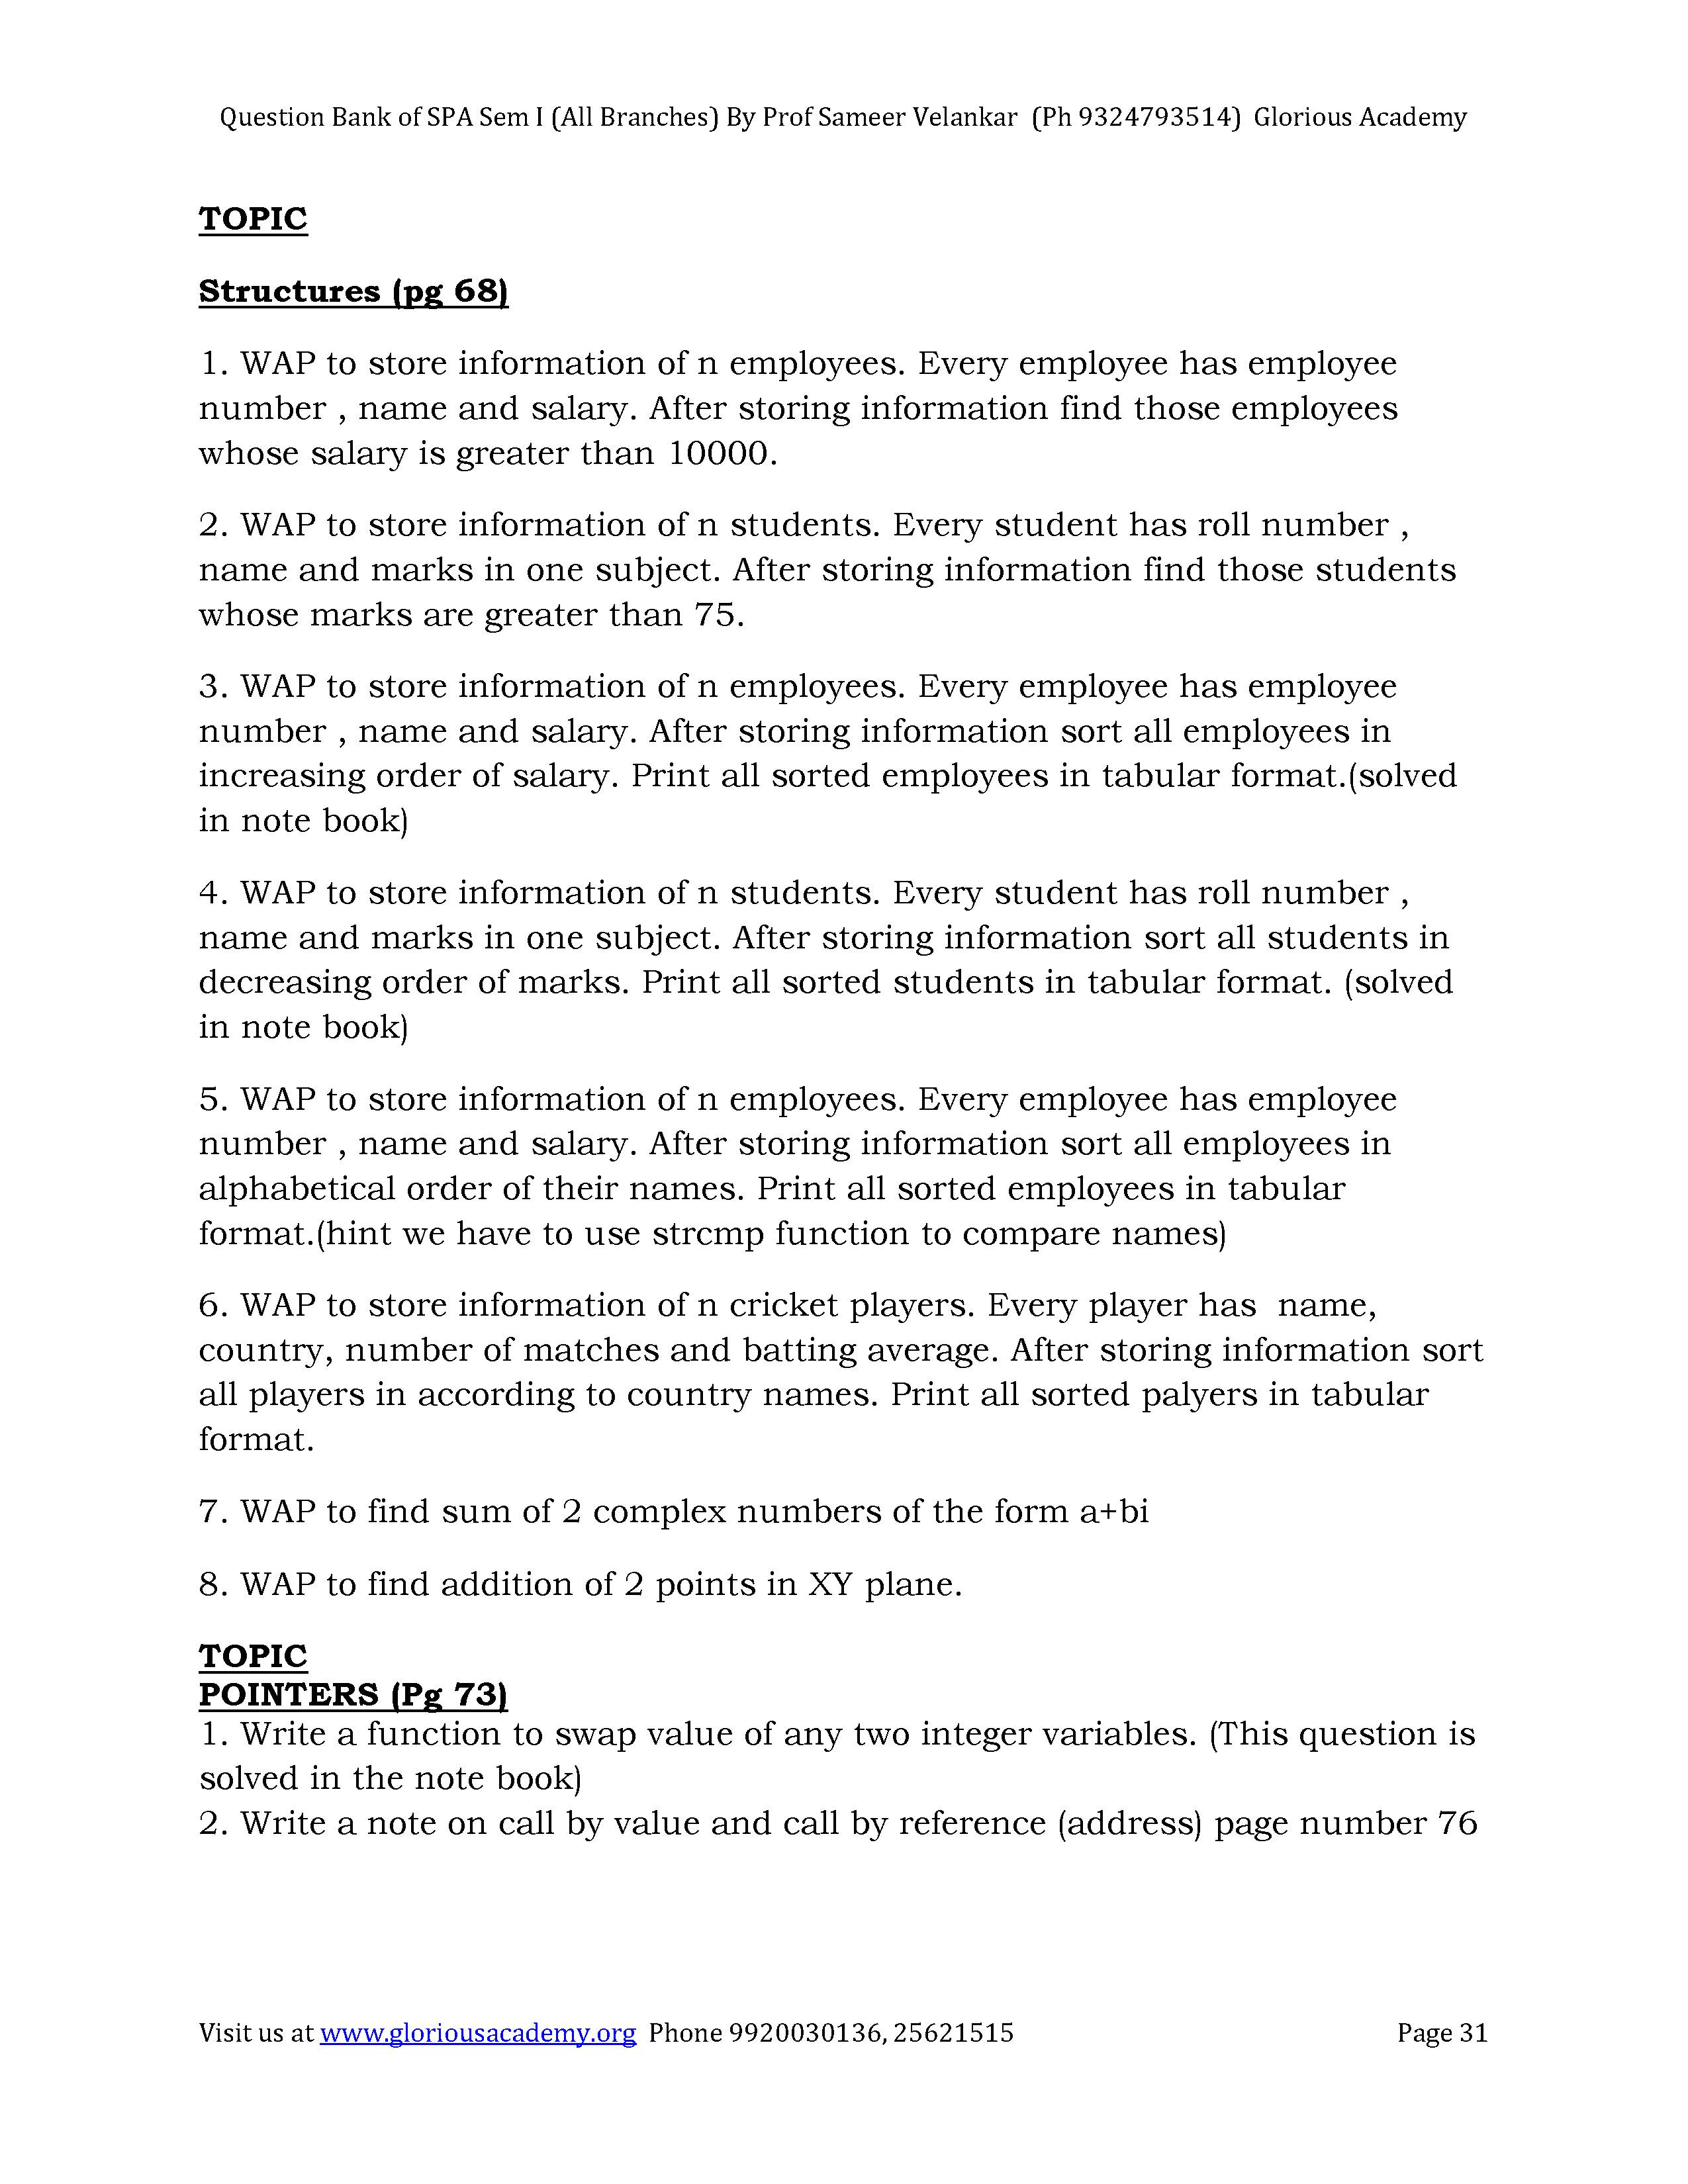 Question Bank of SPA Sem I (All Branches) By Prof Sameer Velankar  (Ph 9324793514)  Glorious Academy
TOPIC
Structures (pg 68)
1. WAP to store information of n employees. Every employee has employee
number , name and salary. After storing information find those employees
whose salary is greater than 10000.
2. WAP to store information of n students. Every student has roll number ,
name and marks in one subject. After storing information find those students
whose marks are greater than 75.
3. WAP to store information of n employees. Every employee has employee
number , name and salary. After storing information sort all employees in
increasing order of salary. Print all sorted employees in tabular format.(solved
in note book)
4. WAP to store information of n students. Every student has roll number ,
name and marks in one subject. After storing information sort all students in
decreasing order of marks. Print all sorted students in tabular format. (solved
in note book)
5. WAP to store information of n employees. Every employee has employee
number , name and salary. After storing information sort all employees in
alphabetical order of their names. Print all sorted employees in tabular
format.(hint we have to use strcmp function to compare names)
6. WAP to store information of n cricket players. Every player has  name,
country, number of matches and batting average. After storing information sort
all players in according to country names. Print all sorted palyers in tabular
format.
7. WAP to find sum of 2 complex numbers of the form a+bi
8. WAP to find addition of 2 points in XY plane.
TOPIC
POINTERS (Pg 73)
1. Write a function to swap value of any two integer variables. (This question is
solved in the note book)
2. Write a note on call by value and call by reference (address) page number 76
Visit us at www.gloriousacademy.org  Phone 9920030136, 25621515 Page 31